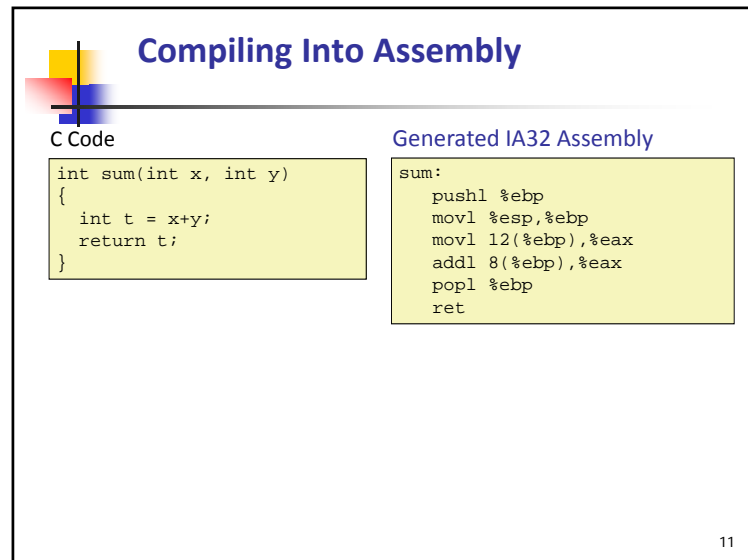 Compiling Into Assembly
C Code
int sum(int x, int y)
{
  int t = x+y;
  return t;
}
Generated IA32 Assembly
sum:
   pushl %ebp
   movl %esp,%ebp
   movl 12(%ebp),%eax
   addl 8(%ebp),%eax
   popl %ebp
   ret
11